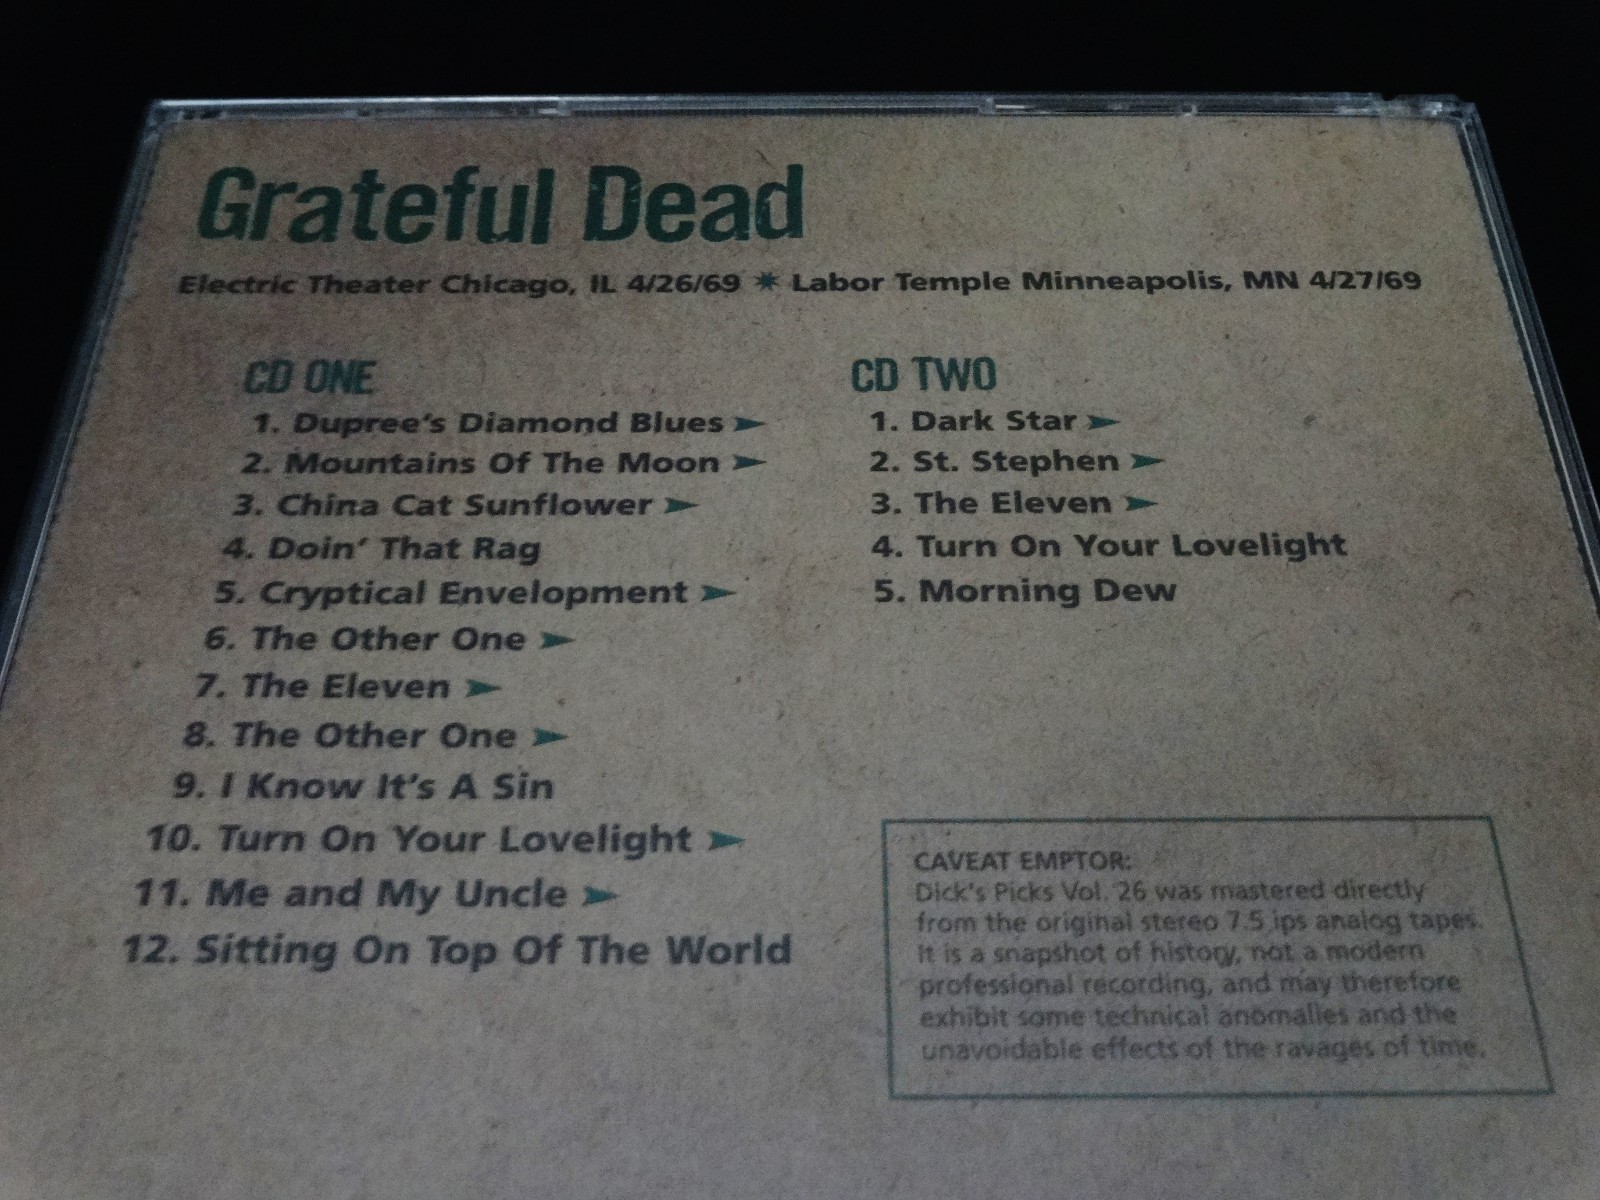 Grateful Dead
Electric Theater Chicago, IL 4/26/69 ✷ Labor Temple Minneapolis, MN 4/27/69
CD ONE
1. Dupree's Diamond Blues ➤
2. Mountains Of The Moon ➤
3. China Cat Sunflower ➤
4. Doin' That Rag
5. Cryptical Envelopment ➤
6. The Other One ➤
7. The Eleven ➤
8. The Other One ➤
9. I Know It's A Sin
10. Turn On Your Lovelight ➤
11. Me and My Uncle ➤
12. Sitting On Top Of The World
CD TWO
1. Dark Star ➤
2. St. Stephen ➤
3. The Eleven ➤
4. Turn On Your Lovelight
5. Morning Dew
CAVEAT EMPTOR:
Dick's Picks Vol. 26 was mastered directly
from the original stereo 7.5 ips analog tapes.
It is a snapshot of history, not a modern
professional recording, and may therefore
exhibit some technical anomalies and the
unavoidable effects of the ravages of time.